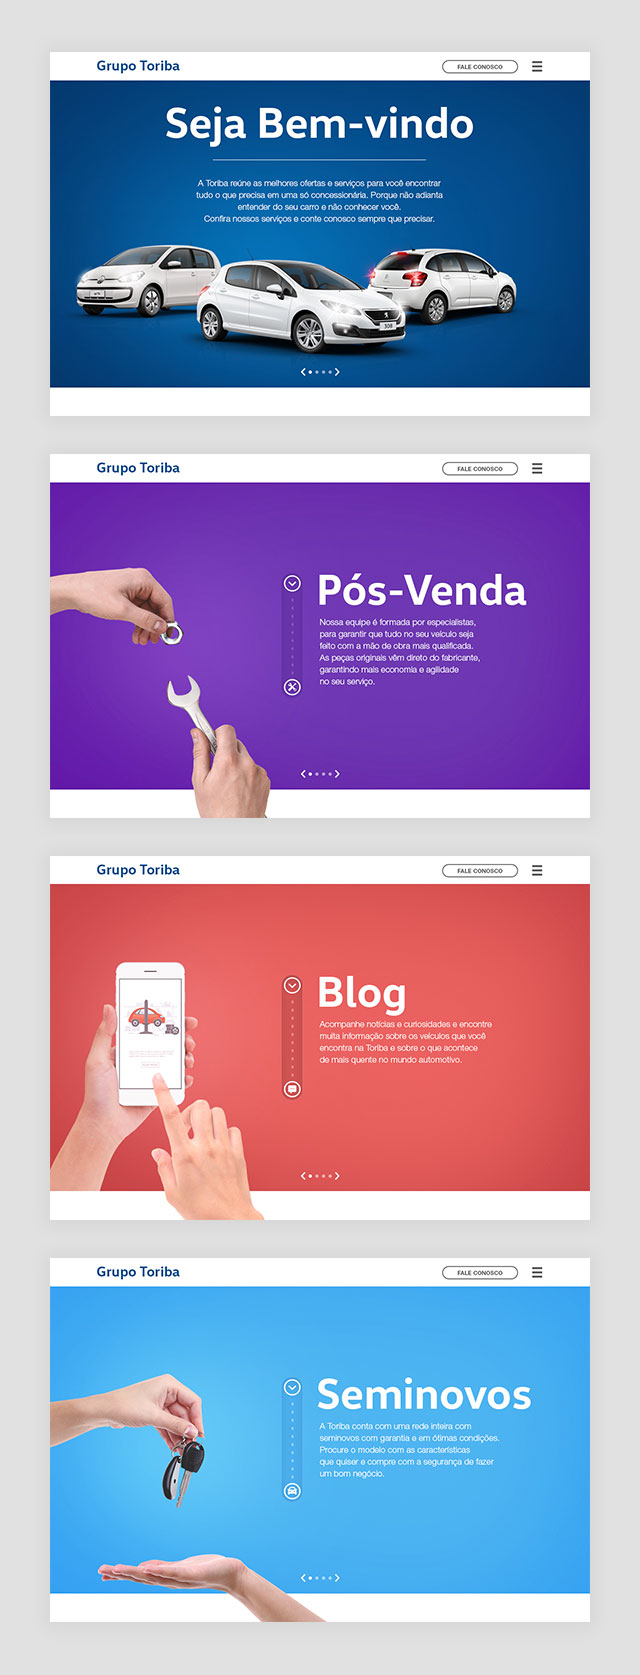 Grupo Toriba
FALE CONOSCO
Seja Bem-vindo
A Toriba reúne as melhores ofertas e serviços para você encontrar
tudo o que precisa em uma só concessionária. Porque não adianta
entender do seu carro e não conhecer você.
Confira nossos serviços e conte conosco sempre que precisar.
308
Grupo Toriba
FALE CONOSCO
Pós-Venda
Nossa equipe é formada por especialistas,
para garantir que tudo no seu veículo seja
feito com a mão de obra mais qualificada.
As peças originais vêm direto do fabricante,
garantindo mais economia e agilidade
no seu serviço.
Grupo Toriba
FALE CONOSCO
Blog
Acompanhe notícias e curiosidades e encontre
muita informação sobre os veículos que você
encontra na Toriba e sobre o que acontece
de mais quente no mundo automotivo.
Grupo Toriba
FALE CONOSCO
Seminovos
A Toriba conta com uma rede inteira com
seminovos com garantia e em ótimas condições.
Procure o modelo com as características
que quiser e compre com a segurança de fazer
um bom negócio.